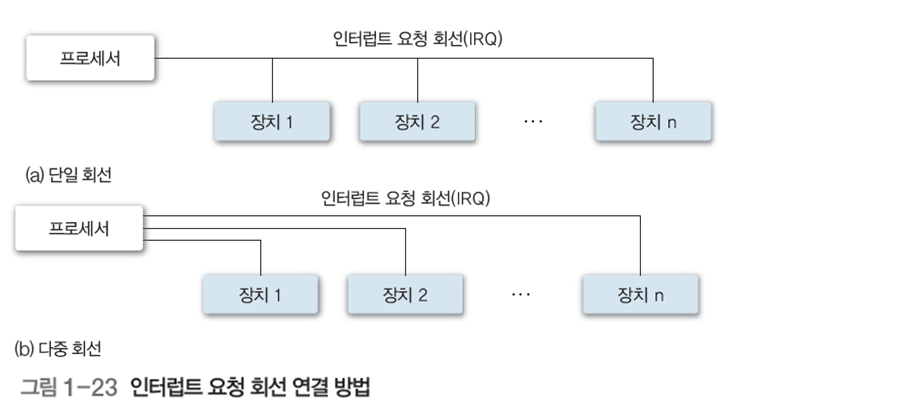 인터럽트 요청 회선(IRQ)
프로세서
장치 1
장치 2
...
장치 n
(a) 단일 회선
인터럽트 요청 회선(IRQ)
프로세서
장치 1
장치 2
...
장치 n
(b) 다중 회선
그림 1-23 인터럽트 요청 회선 연결 방법